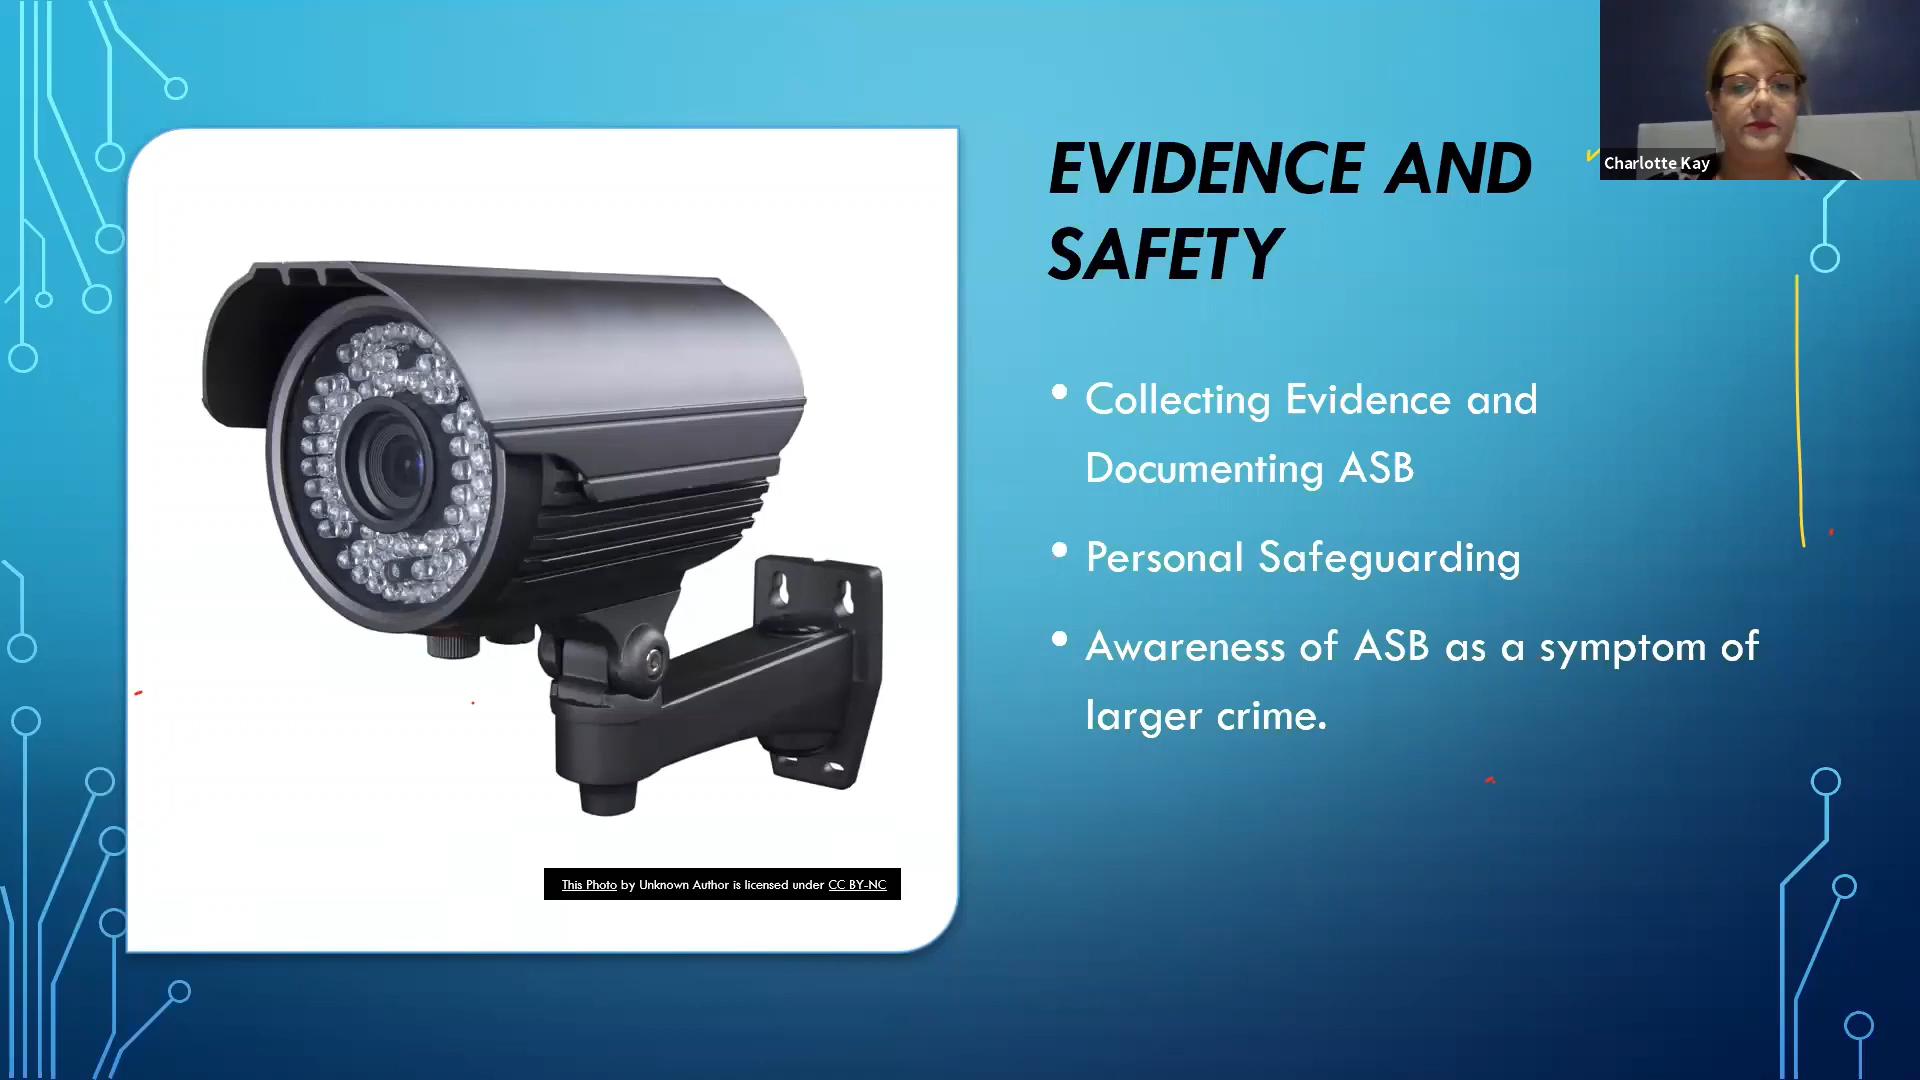 EVIDENCE AND
SAFETY
Charlotte Kay
• Collecting Evidence and
Documenting ASB
• Personal Safeguarding
• Awareness of ASB as a symptom of
larger crime.
This Photo by Unknown Author is licensed under CC BY-NC